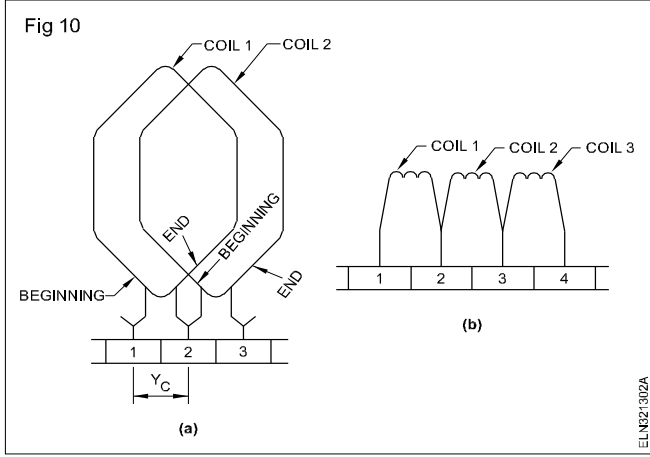 Fig 10
COIL 1
COIL 2
END
BEGINNING
BEGINNING
END
1 2 3
Y_C
(a)
COIL 1
COIL 2
COIL 3
1 2 3 4
(b)
ELN321302A